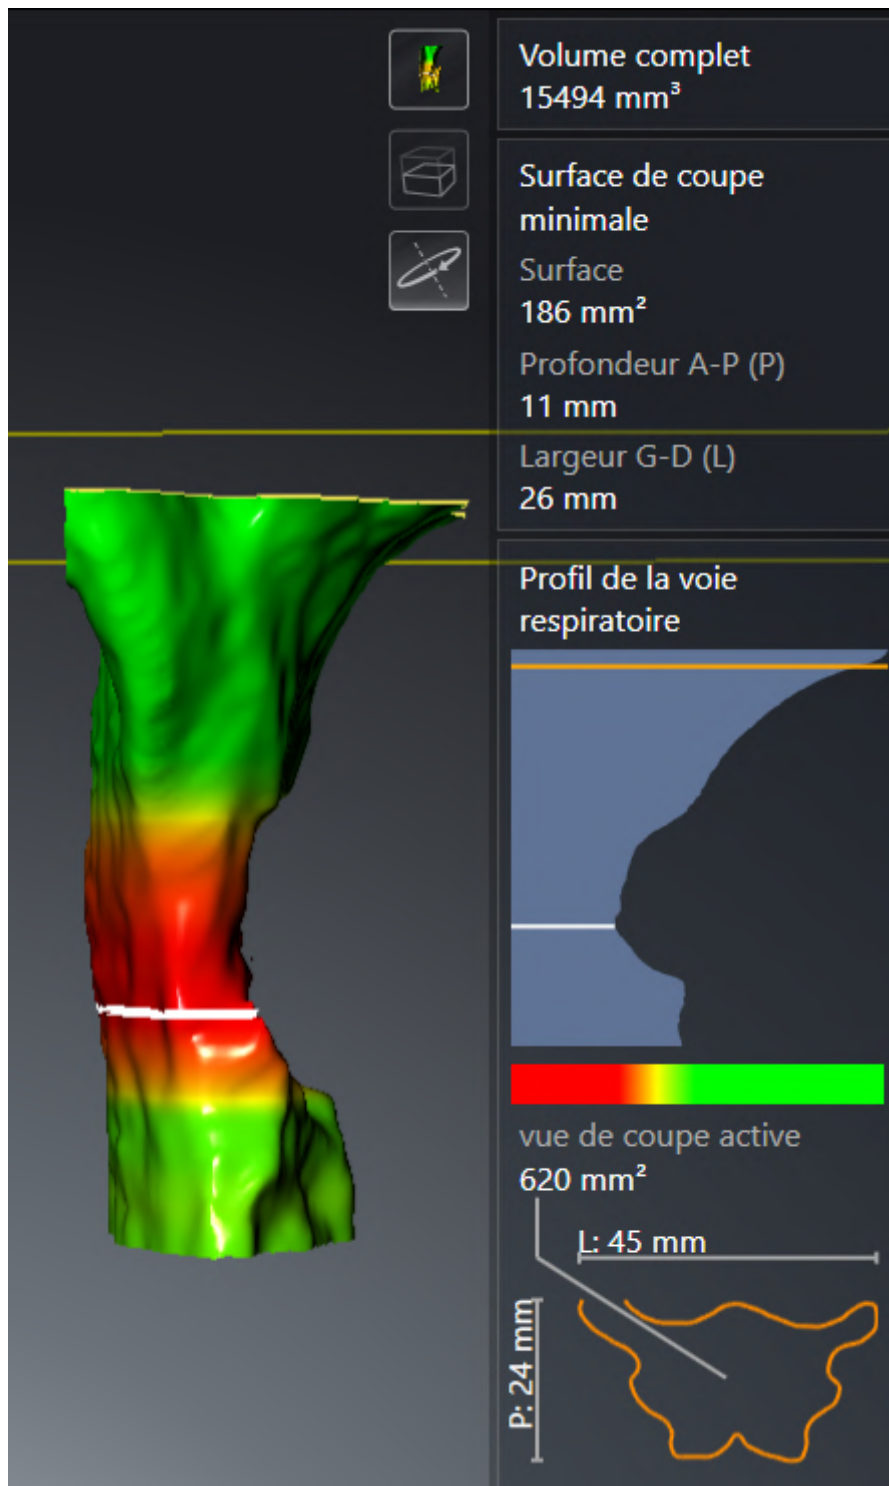 Volume complet
15494 mm³
Surface de coupe
minimale
Surface
186 mm²
Profondeur A-P (P)
11 mm
Largeur G-D (L)
26 mm
Profil de la voie
respiratoire
vue de coupe active
620 mm²
L: 45 mm
P: 24 mm